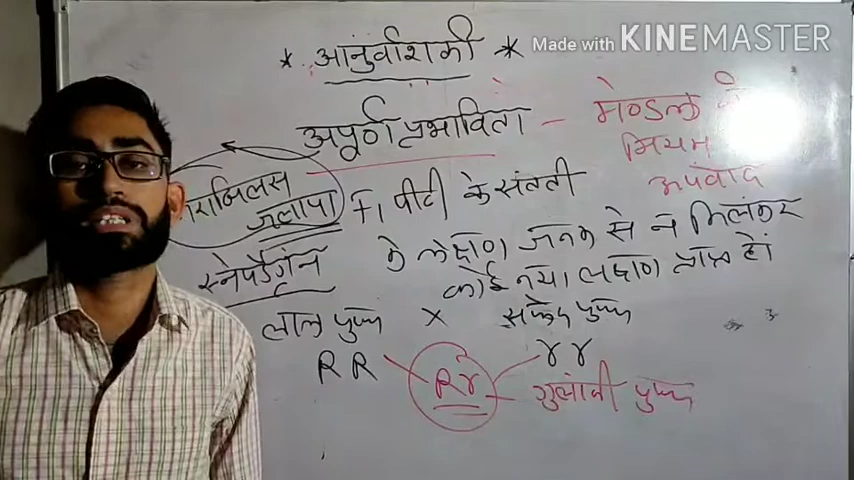 * आनुवांशिकी *
Made with KINEMASTER
अपूर्ण प्रभाविता - मेण्डल के
नियम
अपवाद
राबिलस
जलापा
F₁ पीढी के संतती
स्नेपड्रेगन
के लक्षण जनक से न मिलकर
कोई नया लक्षण प्राप्त हो
लाल पुष्प × सफेद पुष्प
RR
rr
Rr
गुलाबी पुष्प